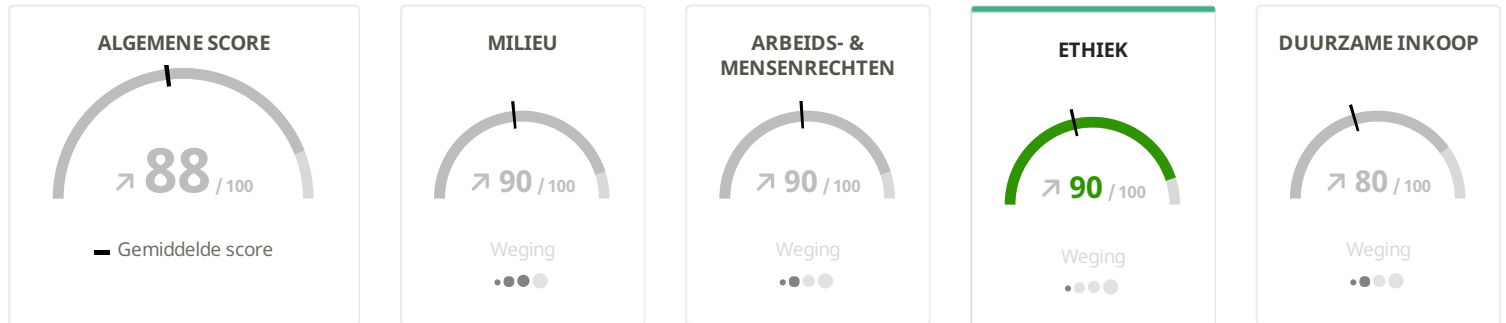 ALGEMENE SCORE
88 / 100
Gemiddelde score
MILIEU
90 / 100
Weging
ARBEIDS- &
MENSENRECHTEN
90 / 100
Weging
ETHIEK
90 / 100
Weging
DUURZAME INKOOP
80 / 100
Weging